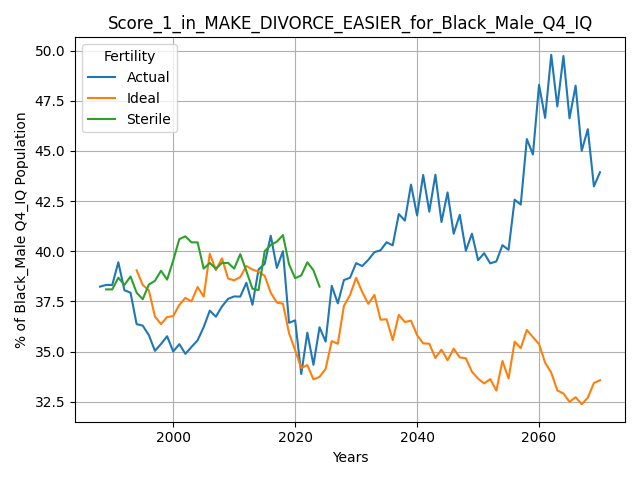 Score_1_in_MAKE_DIVORCE_EASIER_for_Black_Male_Q4_IQ
Fertility
Actual
Ideal
Sterile
50.0
47.5
45.0
42.5
40.0
37.5
35.0
32.5
% of Black_Male Q4_IQ Population
2000
2020
2040
2060
Years